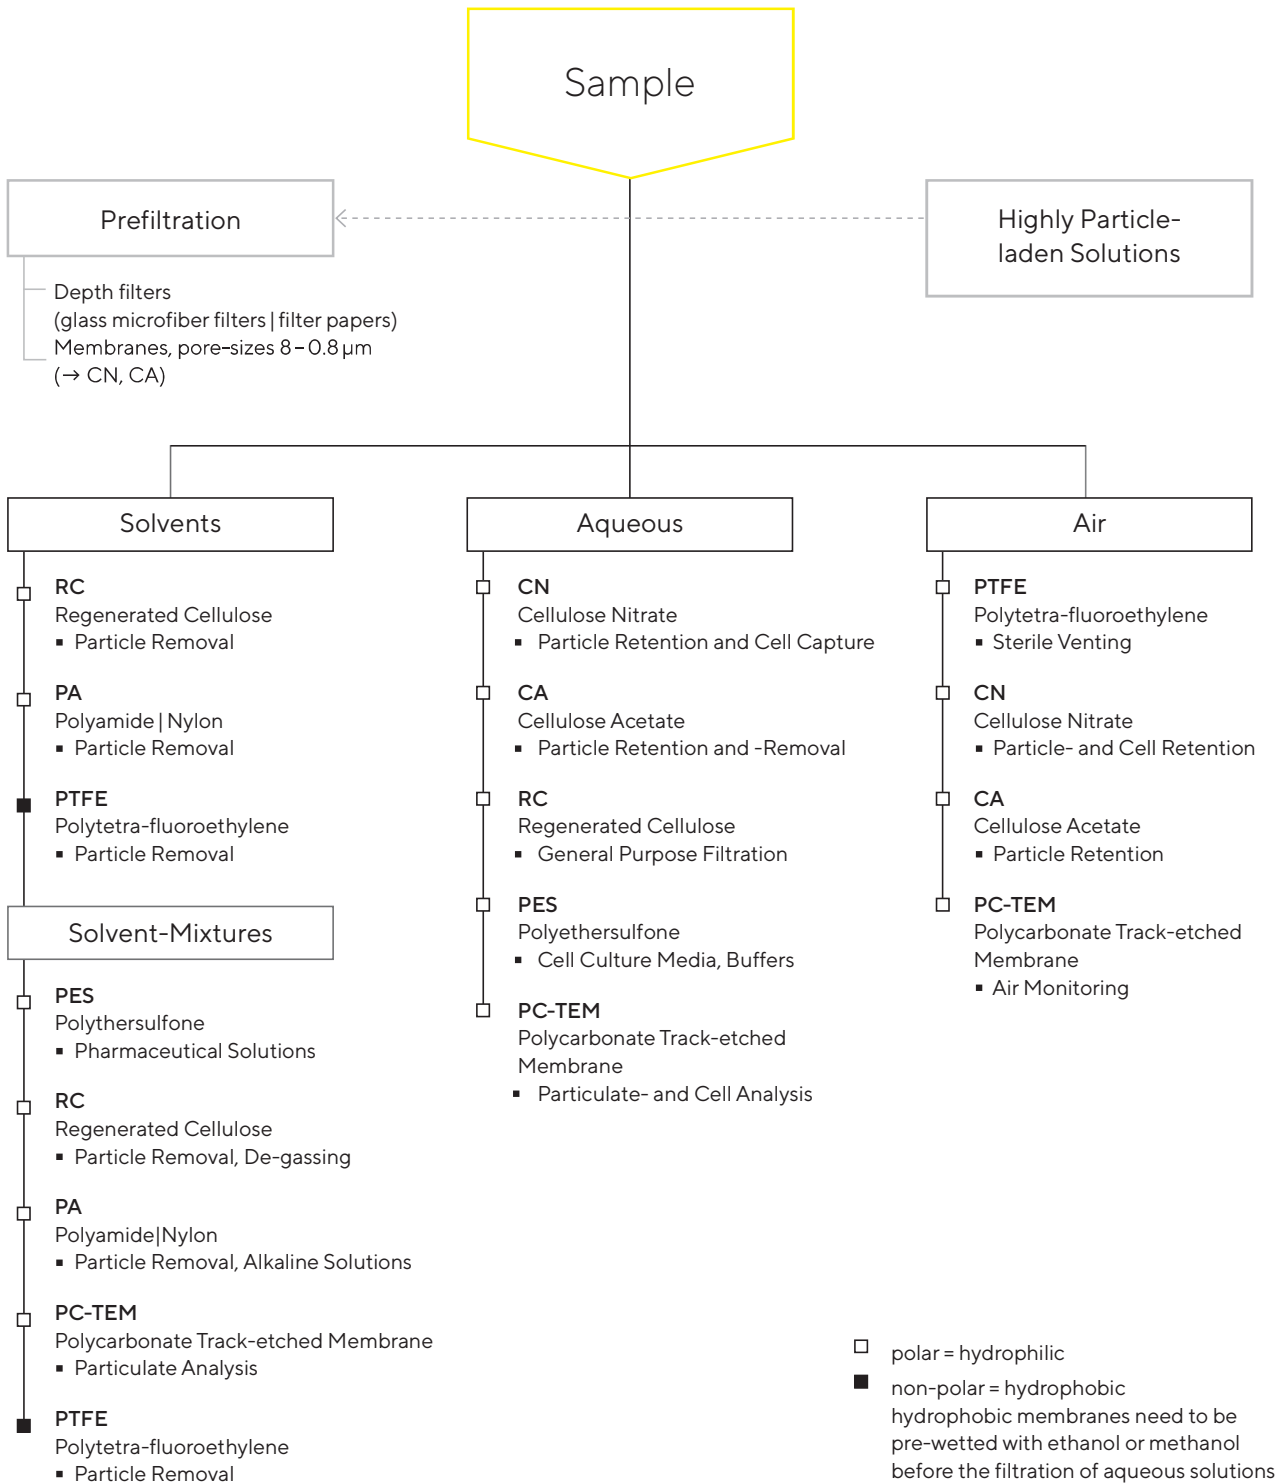 Sample
Prefiltration
Highly Particle-
laden Solutions
Depth filters
(glass microfiber filters | filter papers)
Membranes, pore-sizes 8–0.8 µm
(→ CN, CA)
Solvents
RC
Regenerated Cellulose
▪ Particle Removal
PA
Polyamide | Nylon
▪ Particle Removal
PTFE
Polytetra-fluoroethylene
▪ Particle Removal
Solvent-Mixtures
PES
Polythersulfone
▪ Pharmaceutical Solutions
RC
Regenerated Cellulose
▪ Particle Removal, De-gassing
PA
Polyamide|Nylon
▪ Particle Removal, Alkaline Solutions
PC-TEM
Polycarbonate Track-etched Membrane
▪ Particulate Analysis
PTFE
Polytetra-fluoroethylene
▪ Particle Removal
Aqueous
CN
Cellulose Nitrate
▪ Particle Retention and Cell Capture
CA
Cellulose Acetate
▪ Particle Retention and -Removal
RC
Regenerated Cellulose
▪ General Purpose Filtration
PES
Polyethersulfone
▪ Cell Culture Media, Buffers
PC-TEM
Polycarbonate Track-etched
Membrane
▪ Particulate- and Cell Analysis
Air
PTFE
Polytetra-fluoroethylene
▪ Sterile Venting
CN
Cellulose Nitrate
▪ Particle- and Cell Retention
CA
Cellulose Acetate
▪ Particle Retention
PC-TEM
Polycarbonate Track-etched
Membrane
▪ Air Monitoring
polar = hydrophilic
non-polar = hydrophobic
hydrophobic membranes need to be
pre-wetted with ethanol or methanol
before the filtration of aqueous solutions